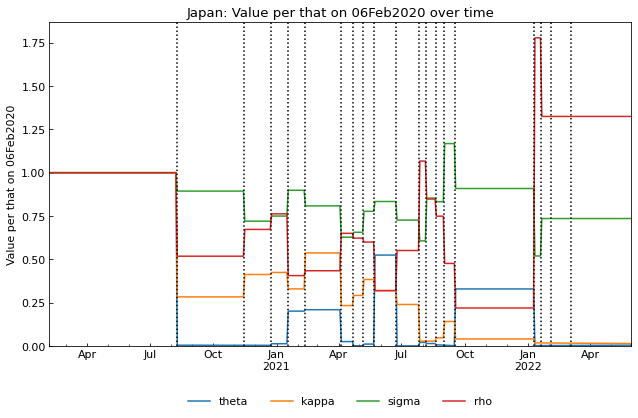 Japan: Value per that on 06Feb2020 over time
Value per that on 06Feb2020
1.75
1.50
1.25
1.00
0.75
0.50
0.25
0.00
Apr Jul Oct Jan Apr Jul Oct Jan Apr
2021 2022
theta kappa sigma rho